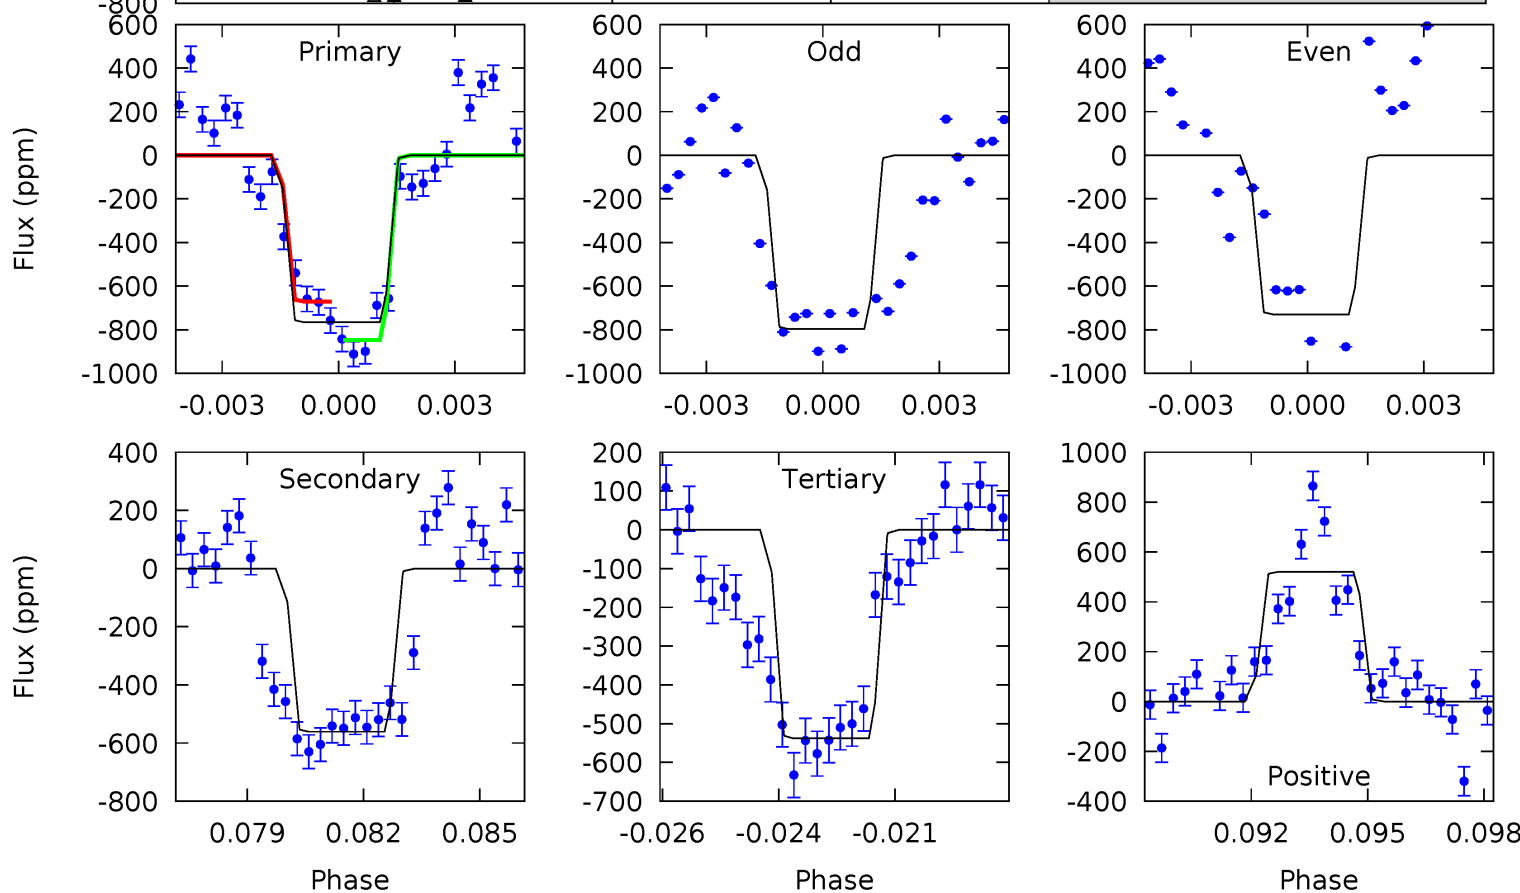 -800
600 600 600
Primary Odd Even
400 400 400
200 200 200
0 0 0
-200 -200 -200
-400 -400 -400
-600 -600 -600
-800 -800 -800
-1000 -1000 -1000
Flux (ppm)
-0.003 0.000 0.003 -0.003 0.000 0.003 -0.003 0.000 0.003
400 200 1000
Secondary Tertiary
200 100 800
0 0 600
-200 -100 400
-400 -200 200
-600 -300 0
-800 -400 -200
-500 -400
-600
-700
Positive
Flux (ppm)
0.079 0.082 0.085 -0.026 -0.024 -0.021 0.092 0.095 0.098
Phase Phase Phase